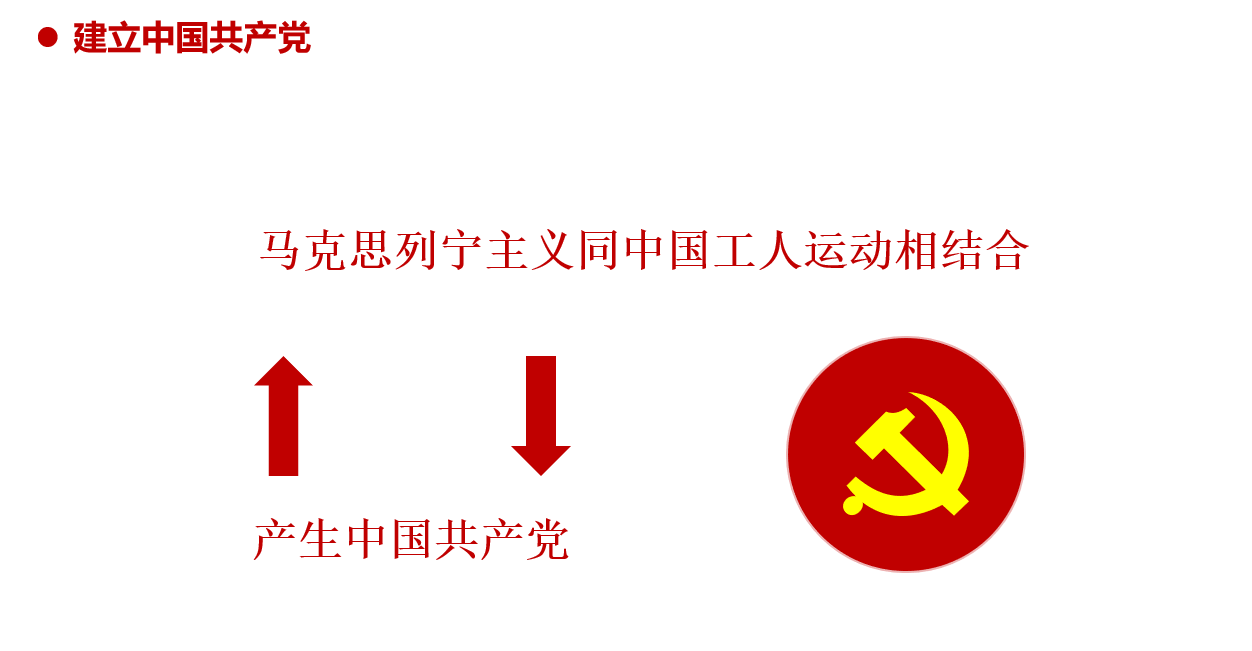 建立中国共产党
马克思列宁主义同中国工人运动相结合
产生中国共产党